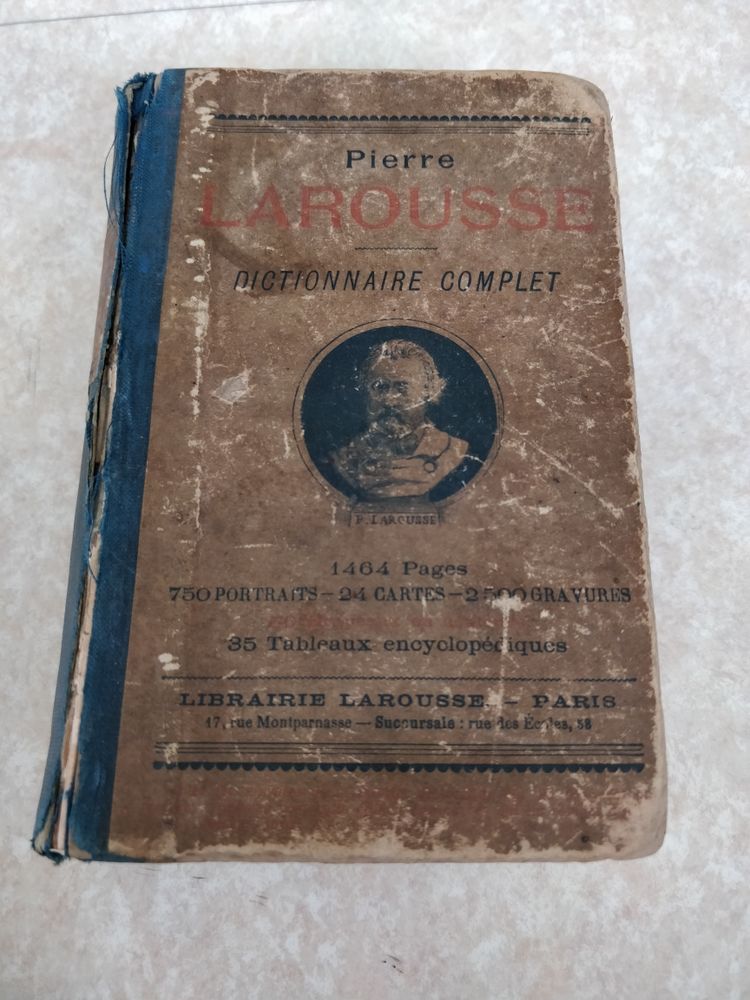 Pierre
LAROUSSE
DICTIONNAIRE COMPLET
P. LAROUSSE
1464 Pages
750 PORTRAITS — 24 CARTES — 2500 GRAVURES
35 Tableaux encyclopédiques
LIBRAIRIE LAROUSSE. — PARIS
17, rue Montparnasse — Succursale : rue des Écoles, 58